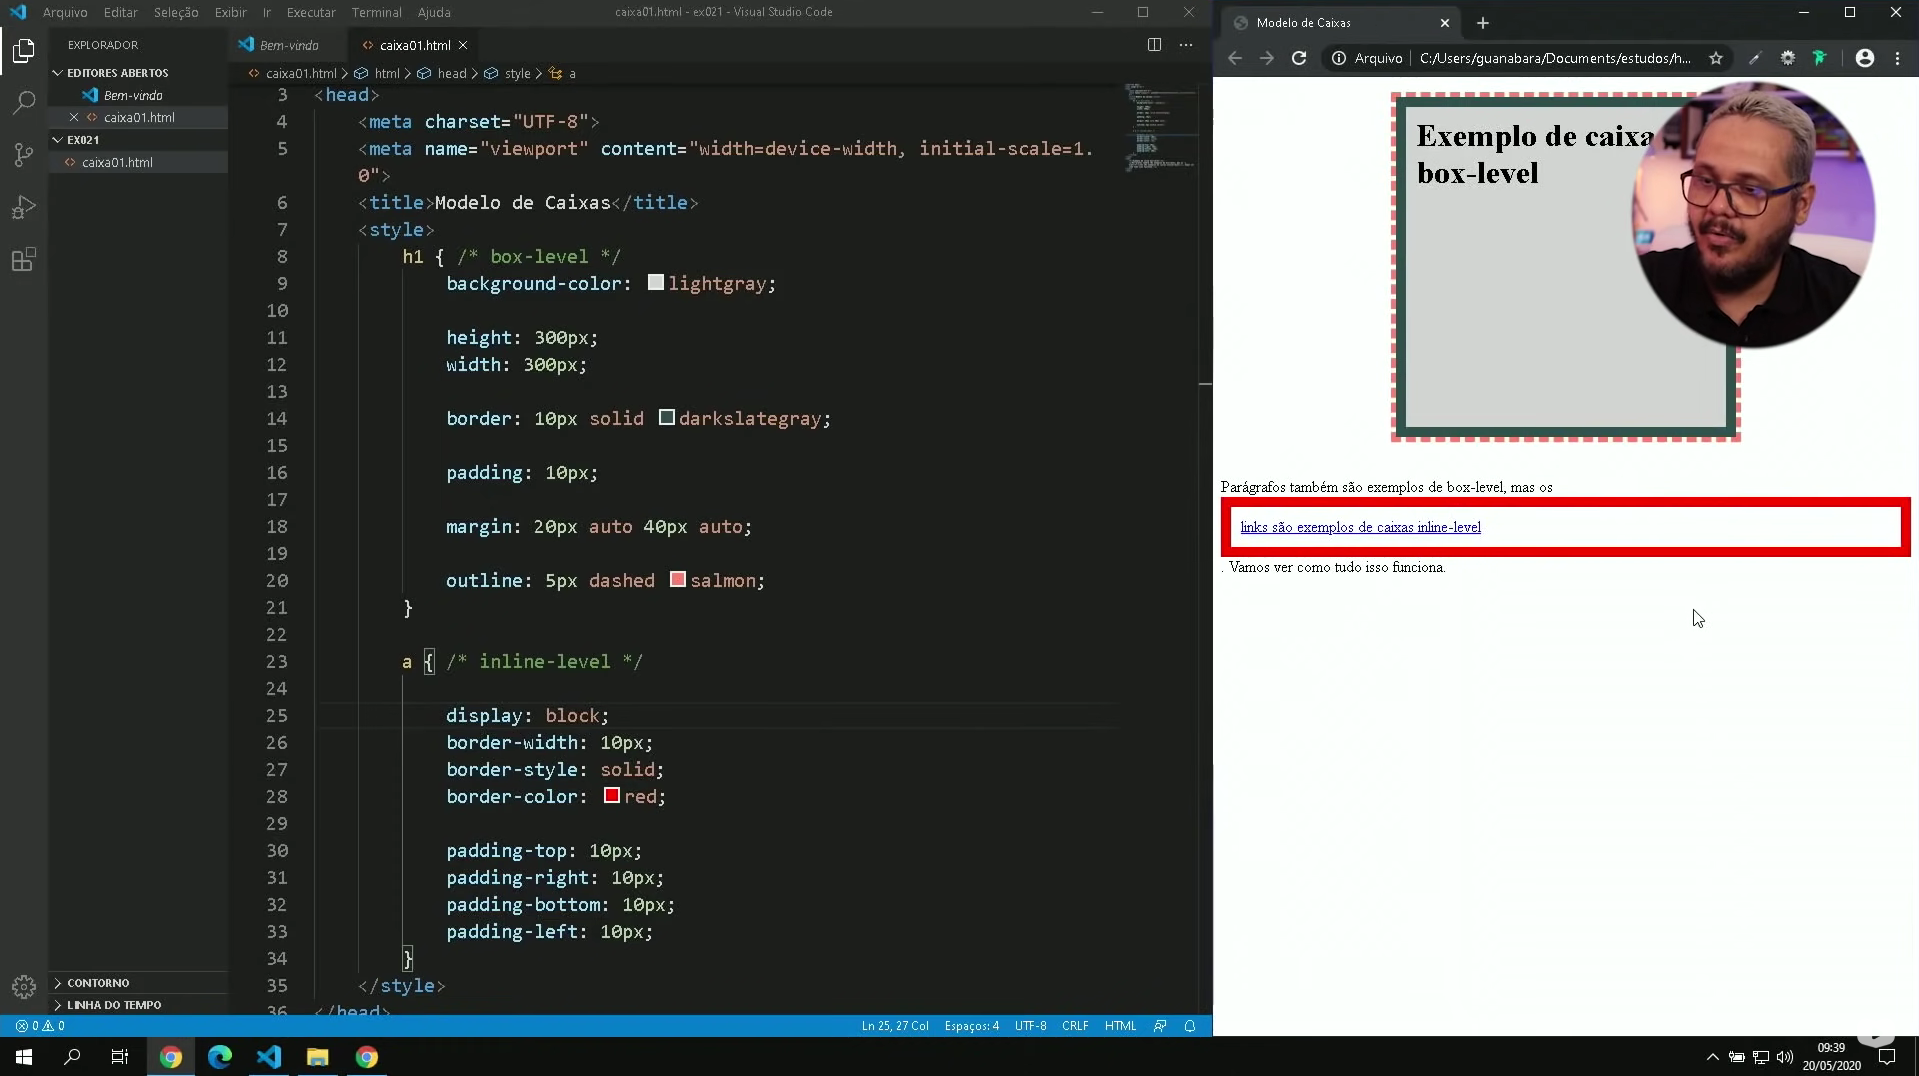 Arquivo Editar Seleção Exibir Ir Executar Terminal Ajuda
caixa01.html - ex021 - Visual Studio Code
EXPLORADOR
EDITORES ABERTOS
Bem-vindo
caixa01.html
EX021
caixa01.html
CONTORNO
LINHA DO TEMPO
Bem-vindo
caixa01.html
caixa01.html > html > head > style > a
3 <head>
4 <meta charset="UTF-8">
5 <meta name="viewport" content="width=device-width, initial-scale=1.
0">
6 <title>Modelo de Caixas</title>
7 <style>
8 h1 { /* box-level */
9 background-color: lightgray;
10
11 height: 300px;
12 width: 300px;
13
14 border: 10px solid darkslategray;
15
16 padding: 10px;
17
18 margin: 20px auto 40px auto;
19
20 outline: 5px dashed salmon;
21 }
22
23 a { /* inline-level */
24
25 display: block;
26 border-width: 10px;
27 border-style: solid;
28 border-color: red;
29
30 padding-top: 10px;
31 padding-right: 10px;
32 padding-bottom: 10px;
33 padding-left: 10px;
34 }
35 </style>
36 </head>
0 0
Ln 25, 27 Col Espaços: 4 UTF-8 CRLF HTML
Modelo de Caixas
Arquivo C:/Users/guanabara/Documents/estudos/h...
Exemplo de caixa
box-level
Parágrafos também são exemplos de box-level, mas os
links são exemplos de caixas inline-level
. Vamos ver como tudo isso funciona.
09:39
20/05/2020